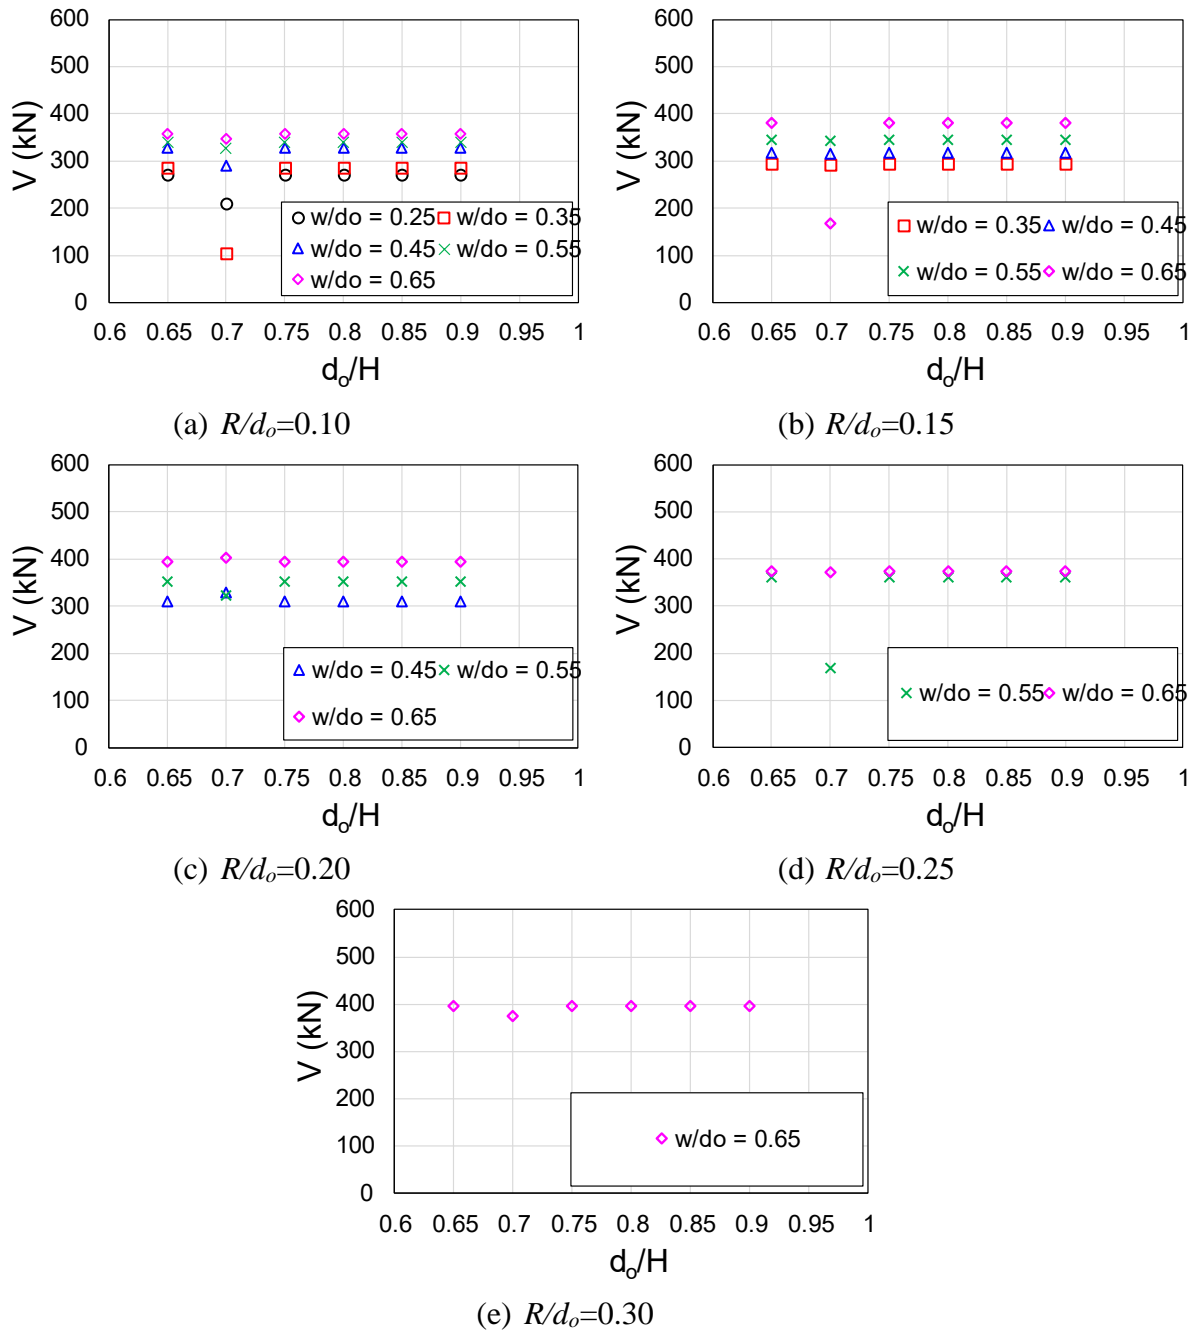 600
500
400
300
200
100
0
V (kN)
w/do = 0.25 w/do = 0.35
w/do = 0.45 w/do = 0.55
w/do = 0.65
0.6 0.65 0.7 0.75 0.8 0.85 0.9 0.95 1
dₒ/H
(a) R/dₒ=0.10
600
500
400
300
200
100
0
V (kN)
w/do = 0.35 w/do = 0.45
w/do = 0.55 w/do = 0.65
0.6 0.65 0.7 0.75 0.8 0.85 0.9 0.95 1
dₒ/H
(b) R/dₒ=0.15
600
500
400
300
200
100
0
V (kN)
w/do = 0.45 w/do = 0.55
w/do = 0.65
0.6 0.65 0.7 0.75 0.8 0.85 0.9 0.95 1
dₒ/H
(c) R/dₒ=0.20
600
500
400
300
200
100
0
V (kN)
w/do = 0.55 w/do = 0.65
0.6 0.65 0.7 0.75 0.8 0.85 0.9 0.95 1
dₒ/H
(d) R/dₒ=0.25
600
500
400
300
200
100
0
V (kN)
w/do = 0.65
0.6 0.65 0.7 0.75 0.8 0.85 0.9 0.95 1
dₒ/H
(e) R/dₒ=0.30